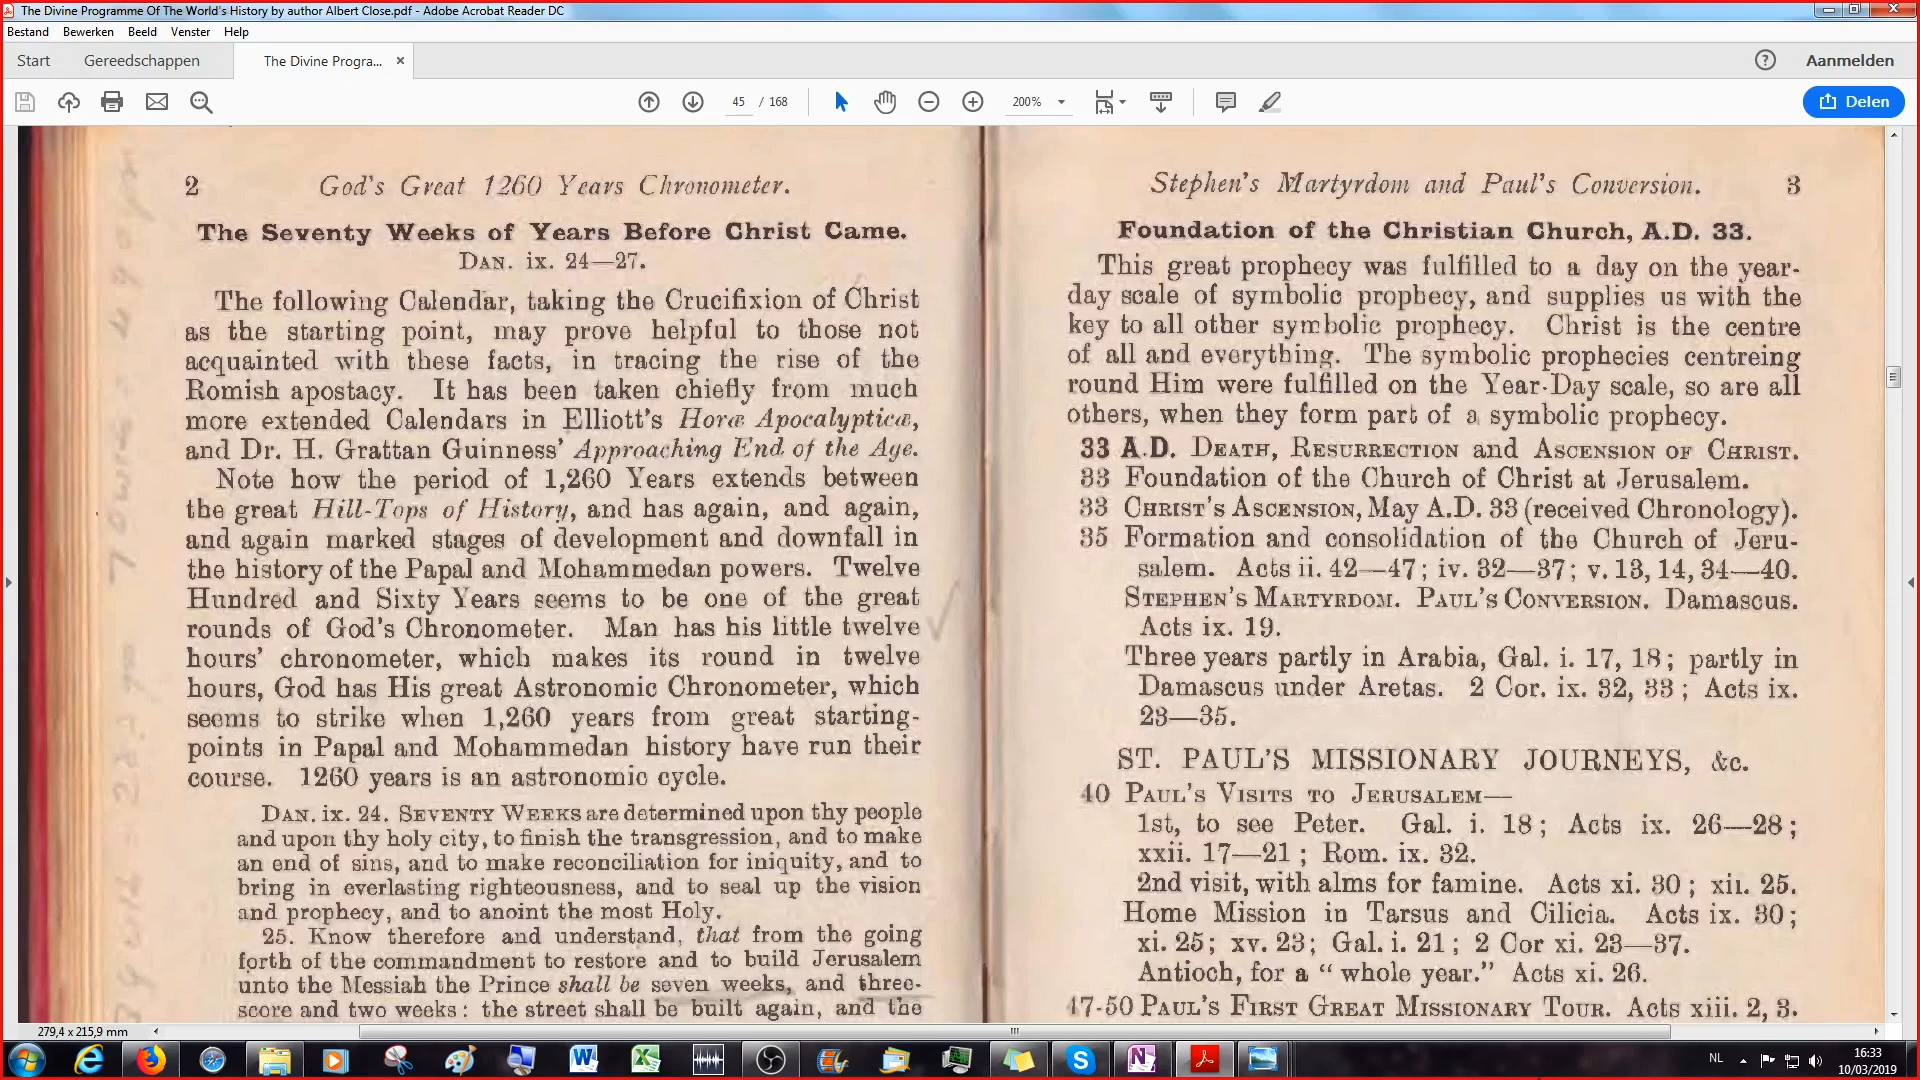 The Divine Programme Of The World's History by author Albert Close.pdf - Adobe Acrobat Reader DC
Bestand Bewerken Beeld Venster Help
Start Gereedschappen The Divine Progra... × Aanmelden
45 / 168 200% Delen
2 God's Great 1260 Years Chronometer.
The Seventy Weeks of Years Before Christ Came.
DAN. ix. 24—27.
The following Calendar, taking the Crucifixion of Christ
as the starting point, may prove helpful to those not
acquainted with these facts, in tracing the rise of the
Romish apostacy. It has been taken chiefly from much
more extended Calendars in Elliott's Horæ Apocalypticæ,
and Dr. H. Grattan Guinness' Approaching End of the Age.
Note how the period of 1,260 Years extends between
the great Hill-Tops of History, and has again, and again,
and again marked stages of development and downfall in
the history of the Papal and Mohammedan powers. Twelve
Hundred and Sixty Years seems to be one of the great
rounds of God's Chronometer. Man has his little twelve
hours' chronometer, which makes its round in twelve
hours, God has His great Astronomic Chronometer, which
seems to strike when 1,260 years from great starting-
points in Papal and Mohammedan history have run their
course. 1260 years is an astronomic cycle.
DAN. ix. 24. SEVENTY WEEKS are determined upon thy people
and upon thy holy city, to finish the transgression, and to make
an end of sins, and to make reconciliation for iniquity, and to
bring in everlasting righteousness, and to seal up the vision
and prophecy, and to anoint the most Holy.
25. Know therefore and understand, that from the going
forth of the commandment to restore and to build Jerusalem
unto the Messiah the Prince shall be seven weeks, and three-
score and two weeks: the street shall be built again, and the
Stephen's Martyrdom and Paul's Conversion. 3
Foundation of the Christian Church, A.D. 33.
This great prophecy was fulfilled to a day on the year-
day scale of symbolic prophecy, and supplies us with the
key to all other symbolic prophecy. Christ is the centre
of all and everything. The symbolic prophecies centreing
round Him were fulfilled on the Year-Day scale, so are all
others, when they form part of a symbolic prophecy.
33 A.D. DEATH, RESURRECTION and ASCENSION OF CHRIST.
33 Foundation of the Church of Christ at Jerusalem.
33 CHRIST'S ASCENSION, May A.D. 33 (received Chronology).
35 Formation and consolidation of the Church of Jeru-
salem. Acts ii. 42—47; iv. 32—37; v. 13, 14, 34—40.
STEPHEN'S MARTYRDOM. PAUL'S CONVERSION. Damascus.
Acts ix. 19.
Three years partly in Arabia, Gal. i. 17, 18; partly in
Damascus under Aretas. 2 Cor. ix. 32, 33; Acts ix.
23—35.
ST. PAUL'S MISSIONARY JOURNEYS, &c.
40 PAUL'S VISITS TO JERUSALEM—
1st, to see Peter. Gal. i. 18; Acts ix. 26—28;
xxii. 17—21; Rom. ix. 32.
2nd visit, with alms for famine. Acts xi. 30; xii. 25.
Home Mission in Tarsus and Cilicia. Acts ix. 30;
xi. 25; xv. 23; Gal. i. 21; 2 Cor xi. 23—37.
Antioch, for a "whole year." Acts xi. 26.
47-50 PAUL'S FIRST GREAT MISSIONARY TOUR. Acts xiii. 2, 3.
279,4 x 215,9 mm
NL 16:33
10/03/2019